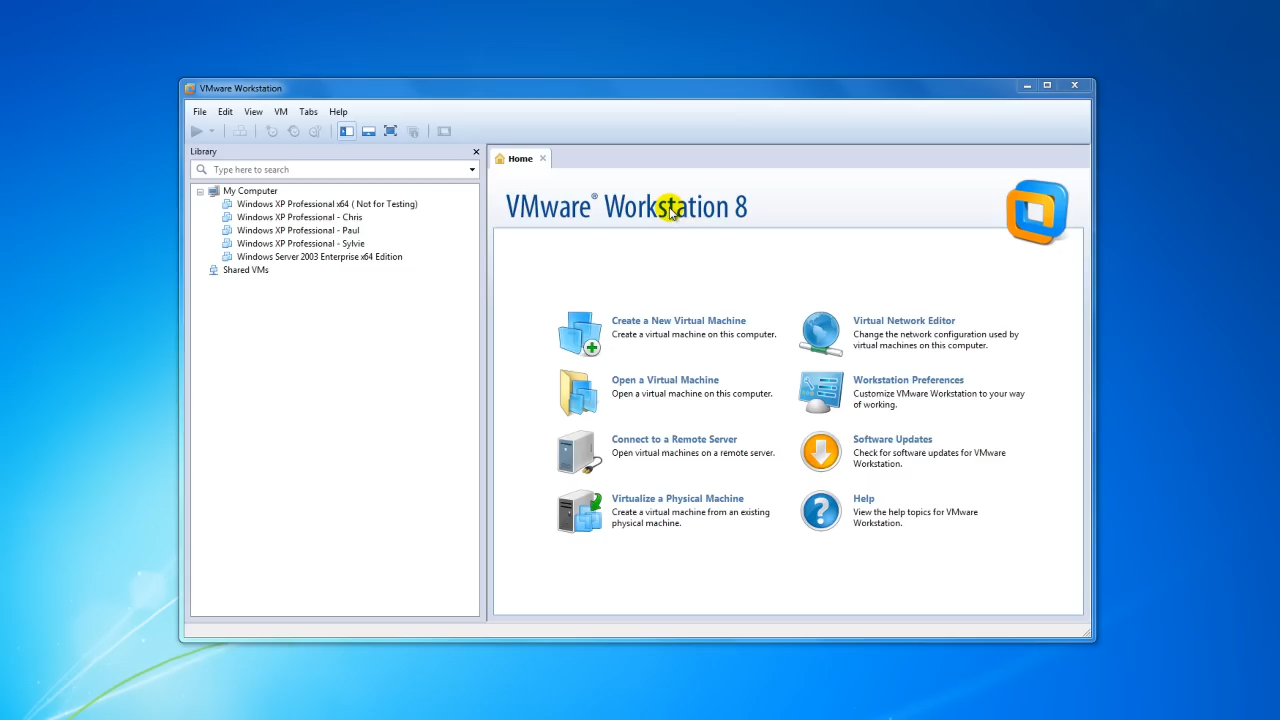 VMware Workstation
File Edit View VM Tabs Help
Library
Type here to search
My Computer
Windows XP Professional x64 ( Not for Testing)
Windows XP Professional - Chris
Windows XP Professional - Paul
Windows XP Professional - Sylvie
Windows Server 2003 Enterprise x64 Edition
Shared VMs
Home
VMware® Workstation 8
Create a New Virtual Machine
Create a virtual machine on this computer.
Open a Virtual Machine
Open a virtual machine on this computer.
Connect to a Remote Server
Open virtual machines on a remote server.
Virtualize a Physical Machine
Create a virtual machine from an existing
physical machine.
Virtual Network Editor
Change the network configuration used by
virtual machines on this computer.
Workstation Preferences
Customize VMware Workstation to your way
of working.
Software Updates
Check for software updates for VMware
Workstation.
Help
View the help topics for VMware
Workstation.